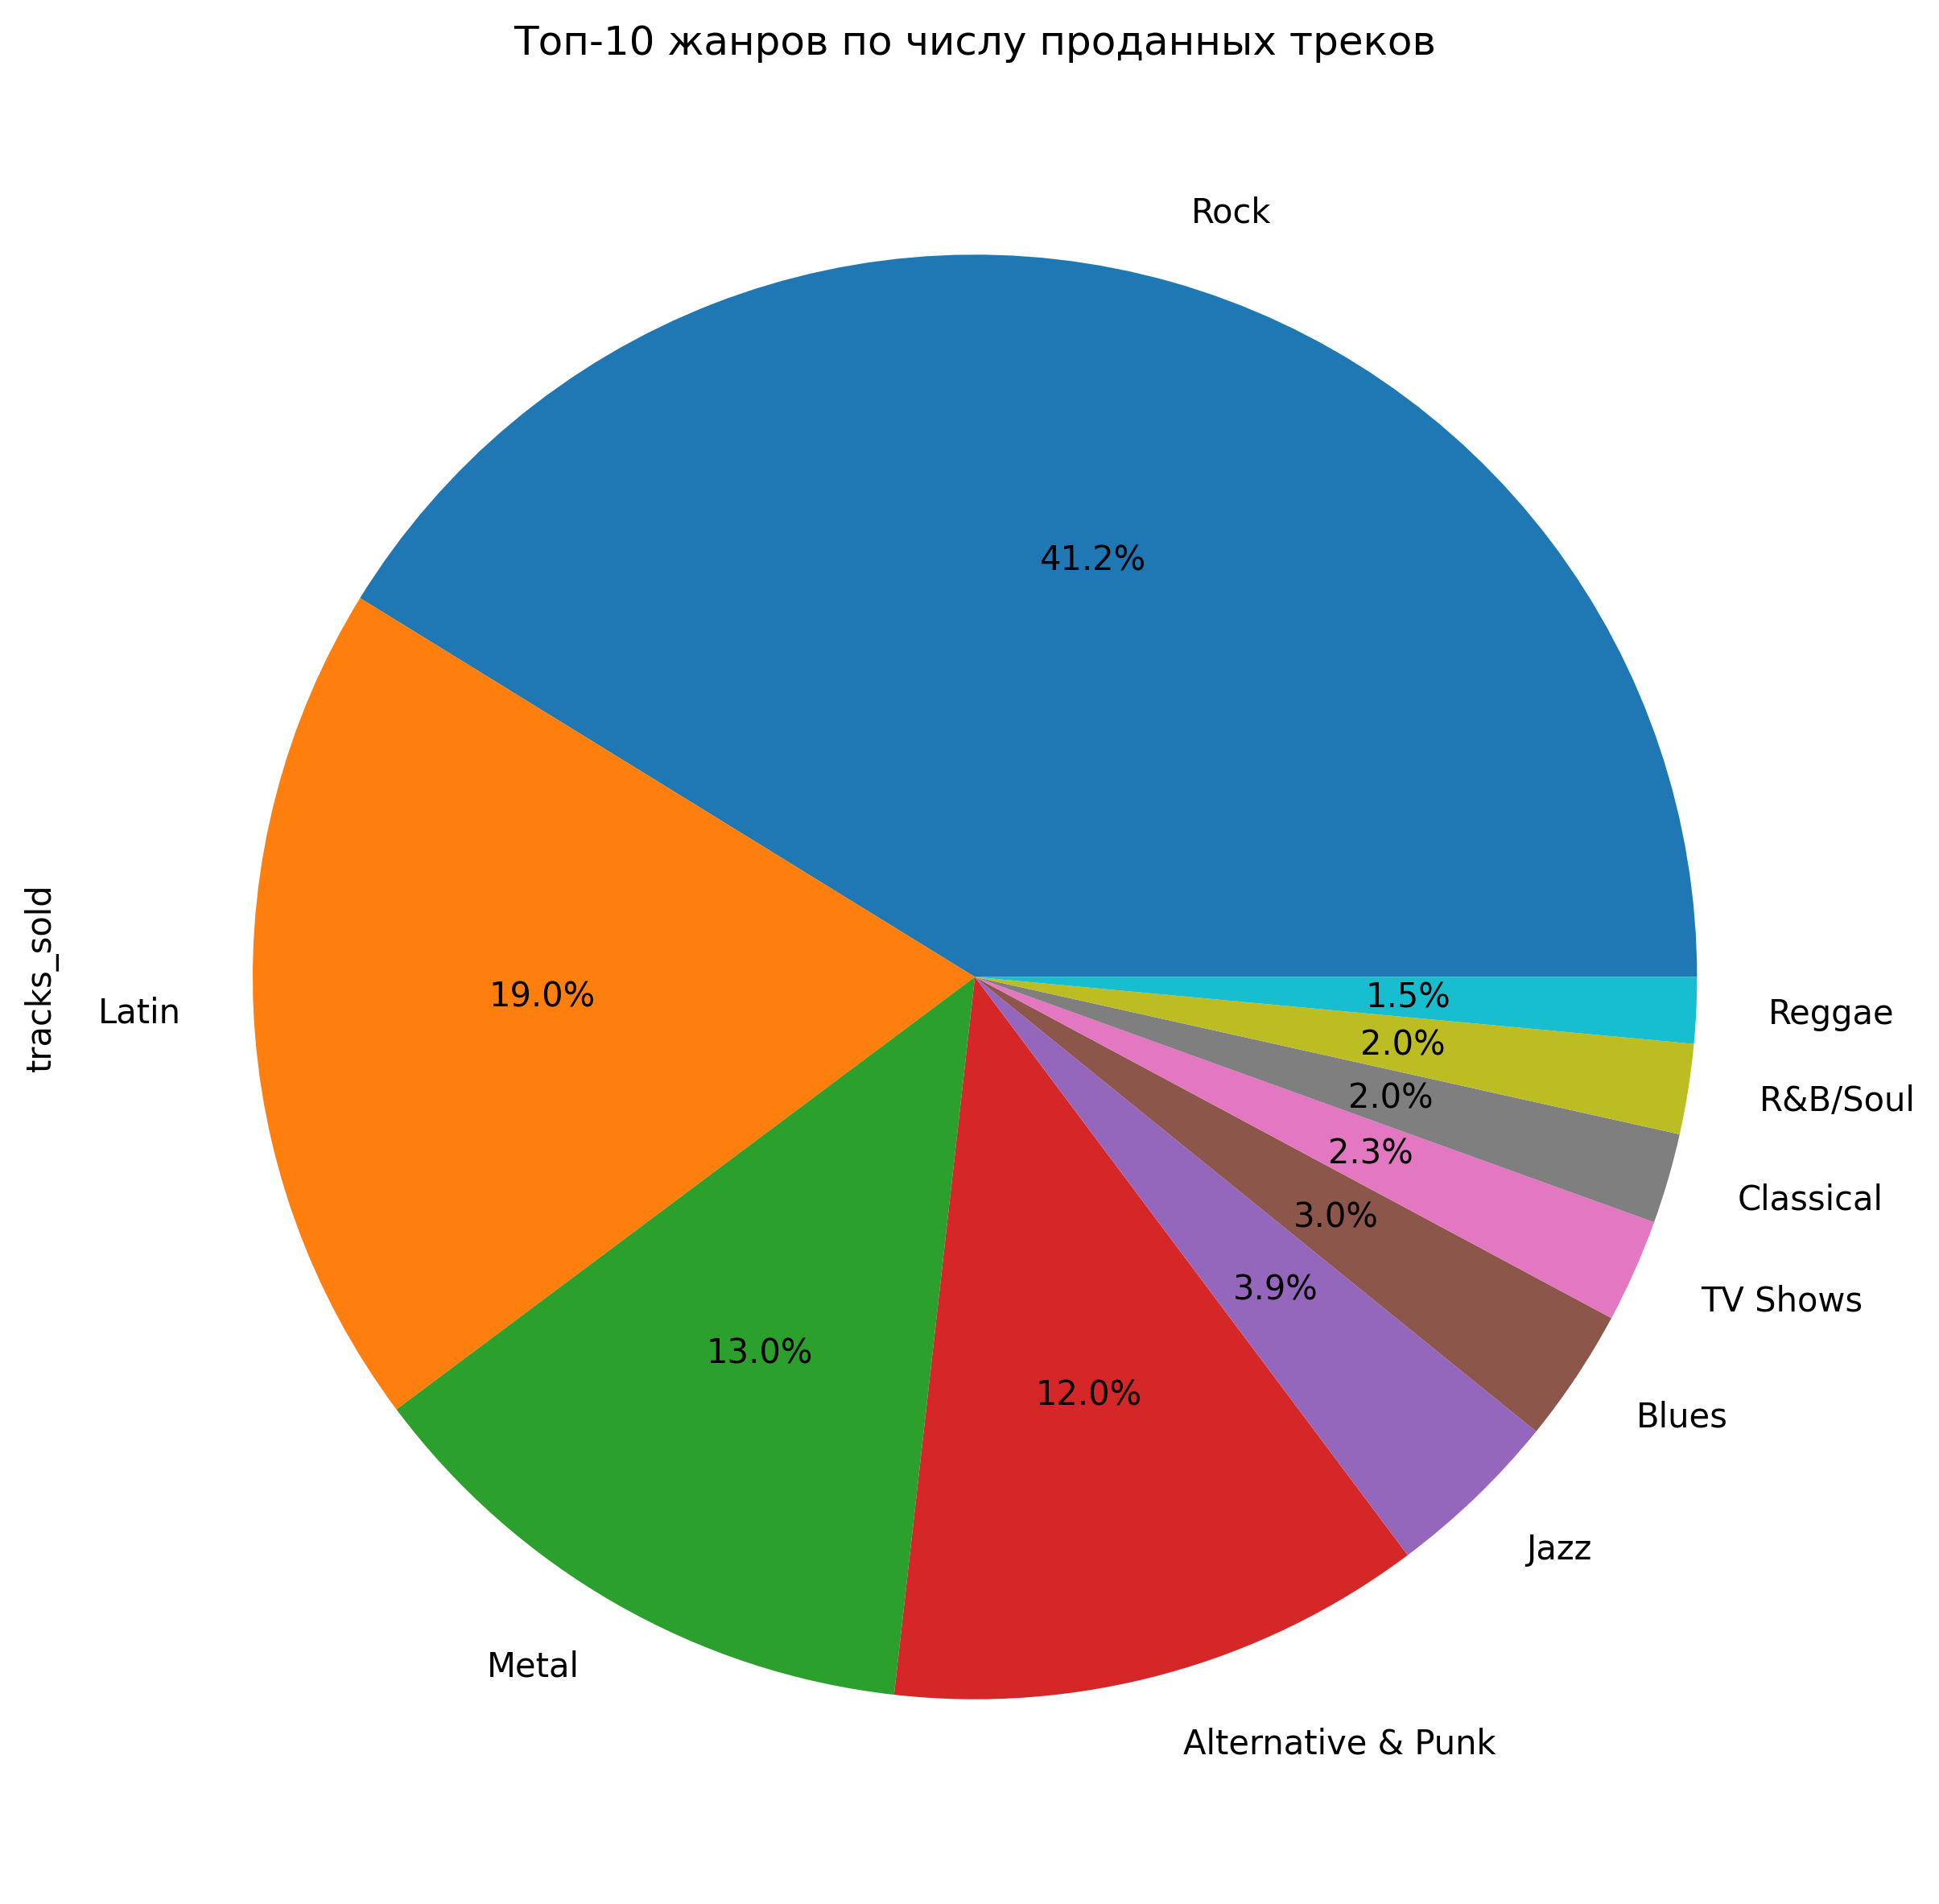 Топ-10 жанров по числу проданных треков
Rock
41.2%
tracks_sold
Latin
19.0%
Metal
13.0%
Alternative & Punk
12.0%
Jazz
3.9%
Blues
3.0%
TV Shows
2.3%
Classical
2.0%
R&B/Soul
2.0%
Reggae
1.5%